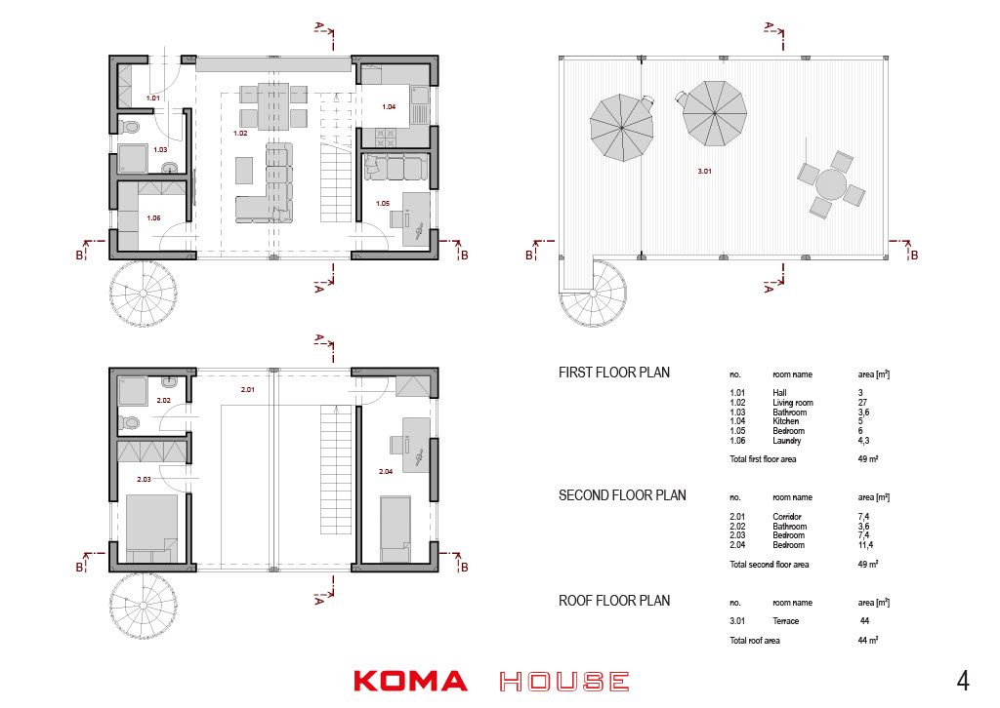 A
A
1.01
1.04
1.02
1.03
3.01
1.05
1.06
B
B
B
B
A
A
A
FIRST FLOOR PLAN no. room name area [m²]
1.01 Hall 3
1.02 Living room 27
1.03 Bathroom 3,6
1.04 Kitchen 5
1.05 Bedroom 6
1.06 Laundry 4,3
Total first floor area 49 m²
2.01
2.02
2.04
2.03
SECOND FLOOR PLAN no. room name area [m²]
2.01 Corridor 7,4
2.02 Bathroom 3,6
2.03 Bedroom 7,4
2.04 Bedroom 11,4
Total second floor area 49 m²
B
B
A
ROOF FLOOR PLAN no. room name area [m²]
3.01 Terrace 44
Total roof area 44 m²
KOMA HOUSE
4